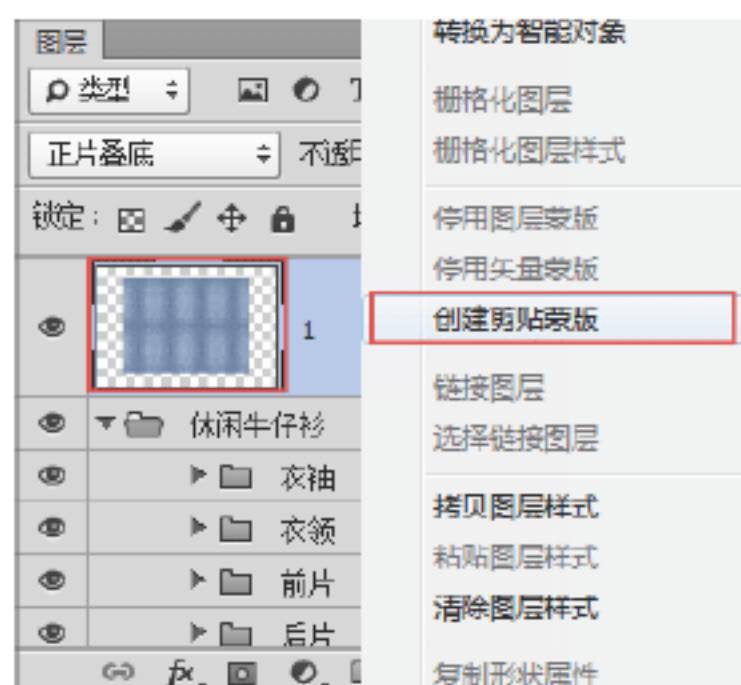 图层
类型
正片叠底
不透
锁定:
1
休闲牛仔衫
衣袖
衣领
前片
后片
fx
转换为智能对象
栅格化图层
栅格化图层样式
停用图层蒙版
停用矢量蒙版
创建剪贴蒙版
链接图层
选择链接图层
拷贝图层样式
粘贴图层样式
清除图层样式
复制形状属性